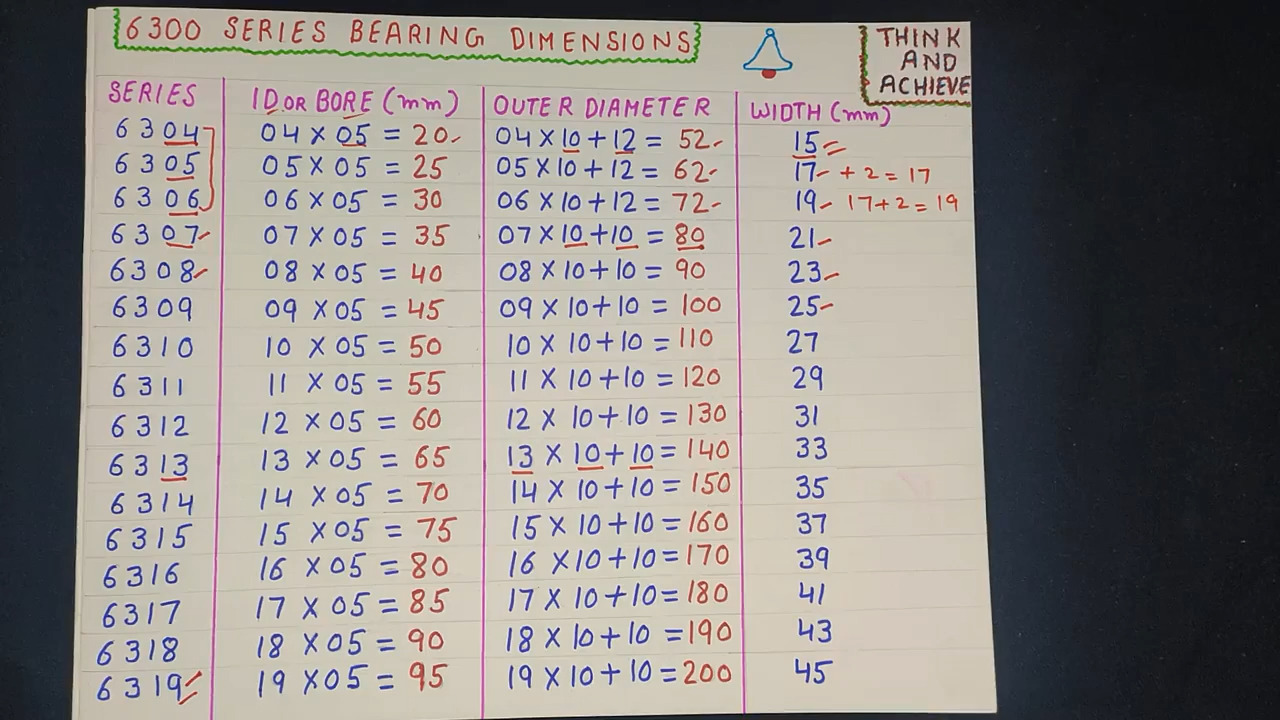 6300 SERIES BEARING DIMENSIONS
THINK
AND
ACHIEVE
SERIES ID OR BORE (mm) OUTER DIAMETER WIDTH (mm)
6304 04 X 05 = 20 04 X 10 + 12 = 52 15
6305 05 X 05 = 25 05 X 10 + 12 = 62 17 + 2 = 17
6306 06 X 05 = 30 06 X 10 + 12 = 72 19 17 + 2 = 19
6307 07 X 05 = 35 07 X 10 + 10 = 80 21
6308 08 X 05 = 40 08 X 10 + 10 = 90 23
6309 09 X 05 = 45 09 X 10 + 10 = 100 25
6310 10 X 05 = 50 10 X 10 + 10 = 110 27
6311 11 X 05 = 55 11 X 10 + 10 = 120 29
6312 12 X 05 = 60 12 X 10 + 10 = 130 31
6313 13 X 05 = 65 13 X 10 + 10 = 140 33
6314 14 X 05 = 70 14 X 10 + 10 = 150 35
6315 15 X 05 = 75 15 X 10 + 10 = 160 37
6316 16 X 05 = 80 16 X 10 + 10 = 170 39
6317 17 X 05 = 85 17 X 10 + 10 = 180 41
6318 18 X 05 = 90 18 X 10 + 10 = 190 43
6319 19 X 05 = 95 19 X 10 + 10 = 200 45